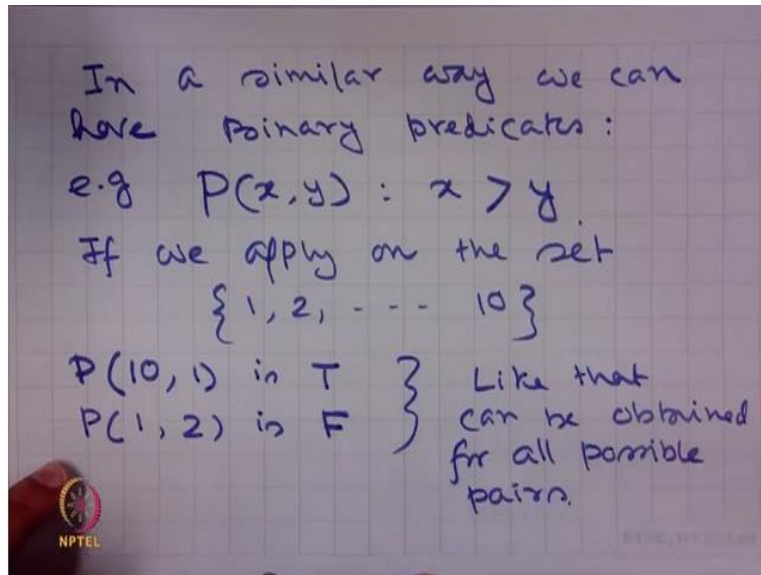 In a similar way we can
have Binary predicates :
e.g P(x,y) : x > y.
If we apply on the set
{ 1, 2, - - - 10 }
P(10, 1) is T } Like that
P(1, 2) is F can be obtained
for all possible
pairs.
NPTEL